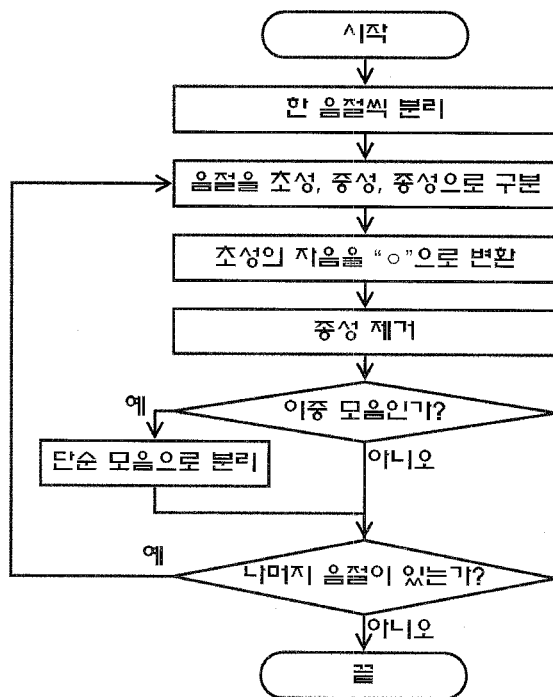 시작
한 음절씩 분리
음절을 초성, 중성, 종성으로 구분
초성의 자음을 "ㅇ"으로 변환
종성 제거
이중 모음인가?
예
아니오
단순 모음으로 분리
나머지 음절이 있는가?
예
아니오
끝